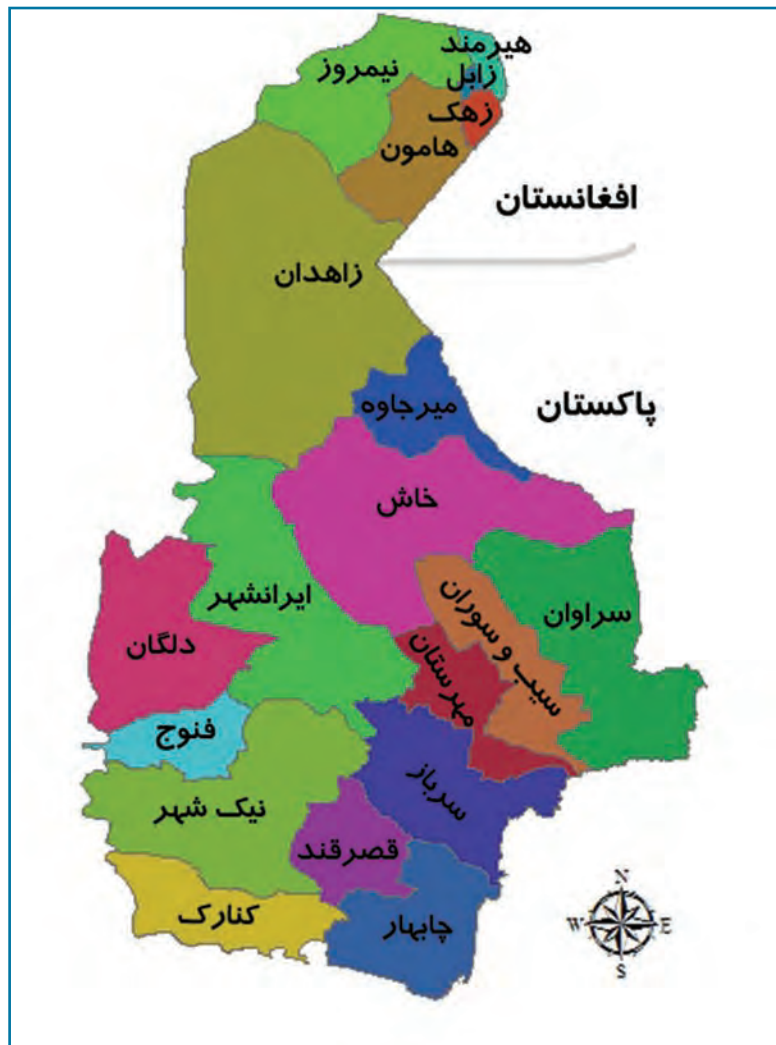 هیرمند
نیمروز
زابل
زهک
هامون
افغانستان
زاهدان
پاکستان
میرجاوه
خاش
ایرانشهر
سراوان
دلگان
سیب و سوران
مهرستان
فنوج
سرباز
نیک شهر
قصرقند
کنارک
چابهار
N
W
E
S